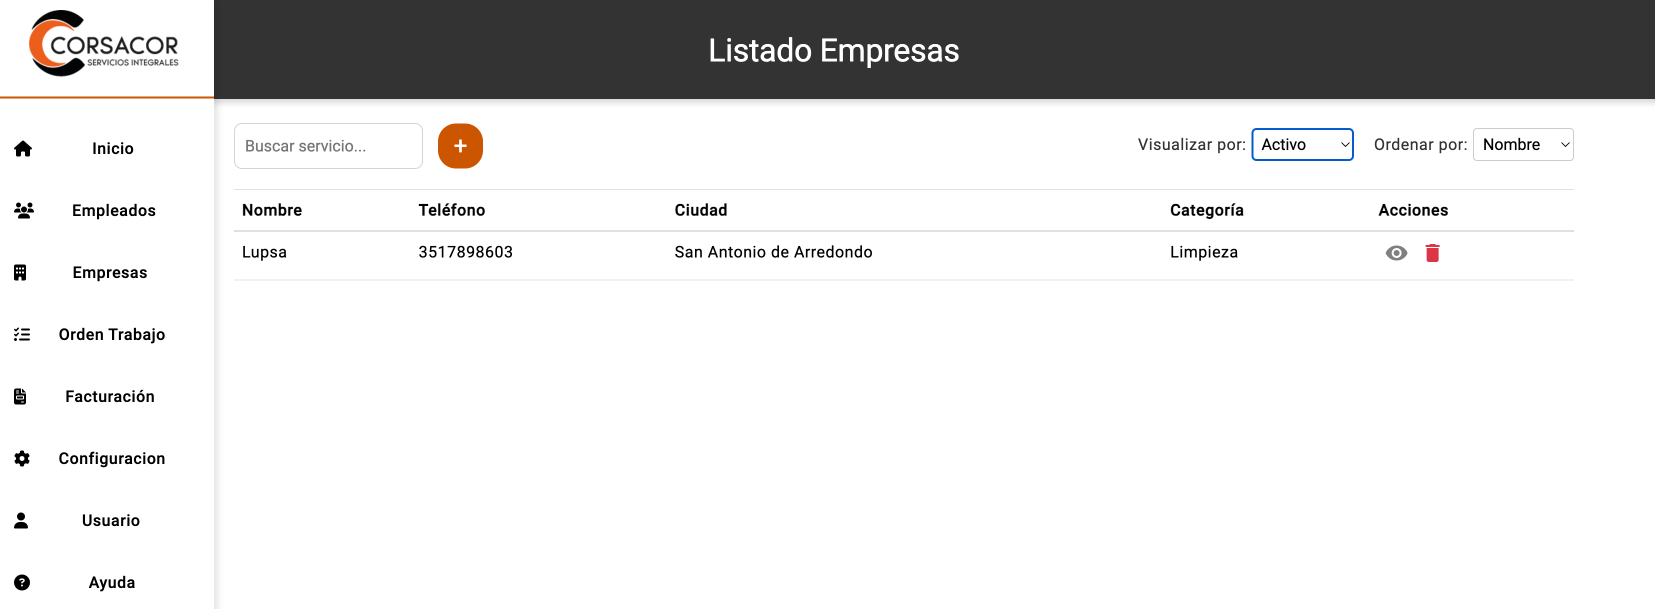 CORSACOR
SERVICIOS INTEGRALES
Listado Empresas
Inicio
Empleados
Empresas
Orden Trabajo
Facturación
Configuracion
Usuario
Ayuda
Buscar servicio... +
Visualizar por: Activo Ordenar por: Nombre
Nombre Teléfono Ciudad Categoría Acciones
Lupsa 3517898603 San Antonio de Arredondo Limpieza